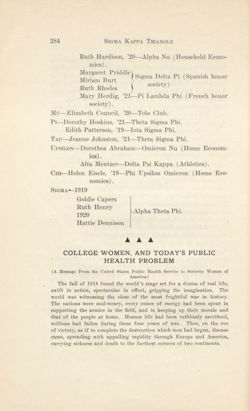 284 Sigma Kappa Triangle
Ruth Hardison, '20—Alpha Nu (Household Econo-
mics).
Margaret Priddle
Miriam Burt
Ruth Rhodes
Sigma Delta Pi (Spanish honor
society)
Mary Herdig, '21—Pi Lambda Phi (French honor
society).
Mu—Elizabeth Council, '20—Tolo Club.
Pi—Dorothy Hoskins, '21—Theta Sigma Phi.
Edith Patterson, '19—Iota Sigma Phi.
Tau—Joanne Johnston, '21—Theta Sigma Phi.
Upsilon—Dorothea Abraham—Omicron Nu (Home Econom-
ics).
Alta Mentzer—Delta Psi Kappa (Athletics).
Chi—Helen Eisele, '19—Phi Upsilon Omicron (Home Eco-
nomics).
Sigma—1919
Goldie Capers
Ruth Henry
1920
Hattie Dennison
Alpha Theta Phi.
▲ ▲ ▲
COLLEGE WOMEN, AND TODAY'S PUBLIC
HEALTH PROBLEM
(A Message From the United States Public Health Service to Sorority Women of
America)
The fall of 1918 found the world's stage set for a drama of real life,
swift in action, spectacular in effect, gripping the imagination. The
world was witnessing the close of the most frightful war in history.
The nations were soul-weary, every ounce of energy had been spent in
supporting the armies in the field, and in keeping up their morale and
that of the people at home. Human life had been ruthlessly sacrificed,
millions had fallen during those four years of war. Then, on the eve
of victory, as if to complete the destruction which men had begun, disease
came, spreading with appalling rapidity through Europe and America,
carrying sickness and death to the farthest corners of two continents.